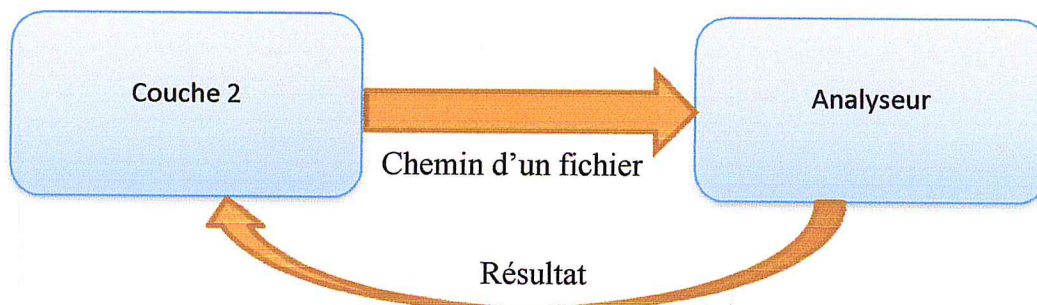 Couche 2
Analyseur
Chemin d’un fichier
Résultat